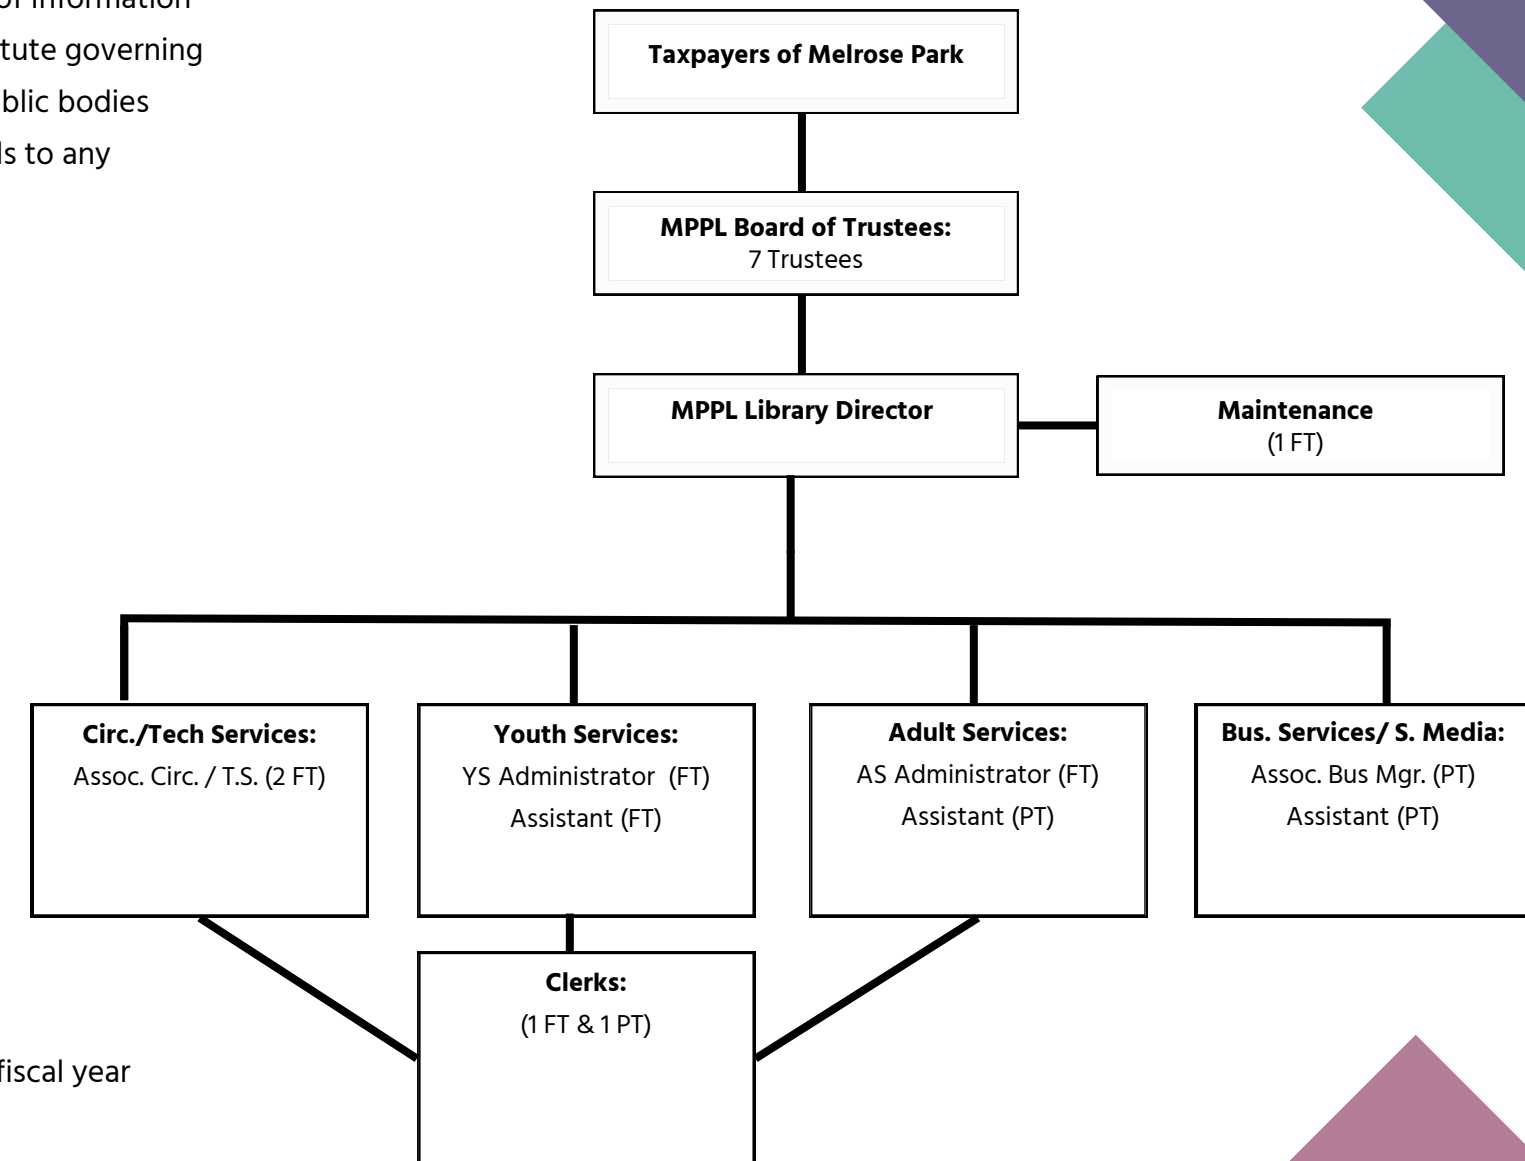 of information
tute governing
blic bodies
ls to any
Taxpayers of Melrose Park
MPPL Board of Trustees:
7 Trustees
MPPL Library Director
Maintenance
(1 FT)
Circ./Tech Services:
Assoc. Circ. / T.S. (2 FT)
Youth Services:
YS Administrator (FT)
Assistant (FT)
Adult Services:
AS Administrator (FT)
Assistant (PT)
Bus. Services/ S. Media:
Assoc. Bus Mgr. (PT)
Assistant (PT)
Clerks:
(1 FT & 1 PT)
fiscal year